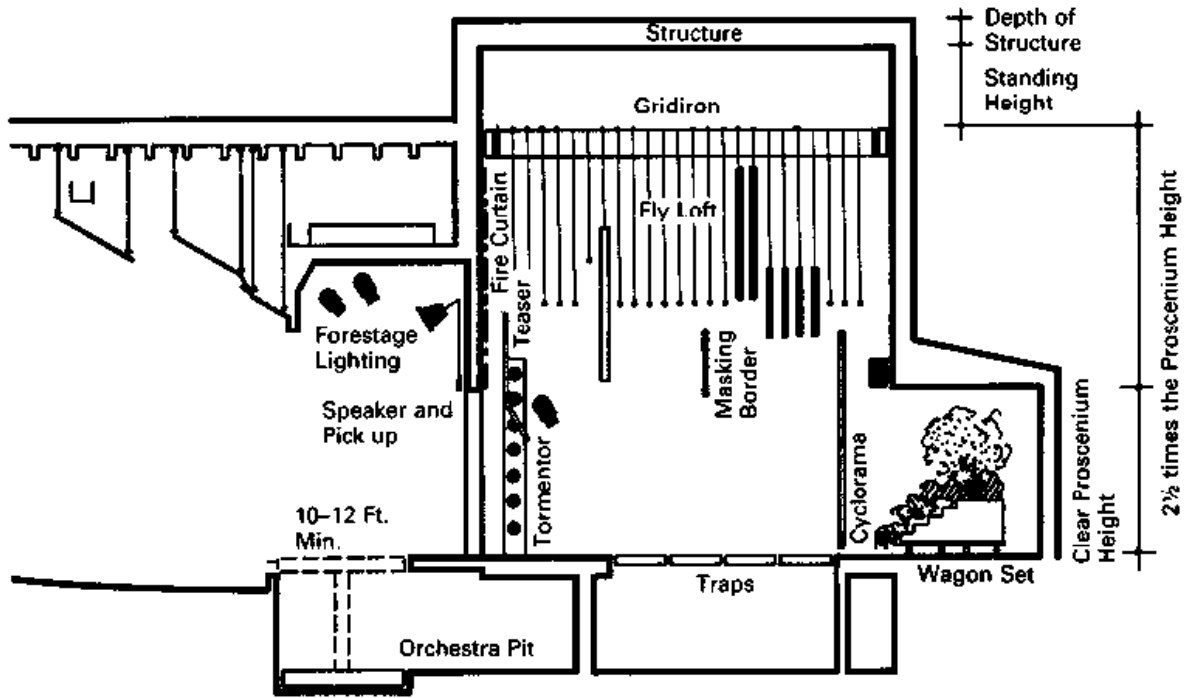 Structure
Depth of
Structure
Standing
Height
Gridiron
Fly Loft
Fire Curtain
Teaser
Forestage
Lighting
Speaker and
Pick up
Masking
Border
Tormentor
Cyclorama
Clear Proscenium
Height
2½ times the Proscenium Height
10–12 Ft.
Min.
Traps
Wagon Set
Orchestra Pit